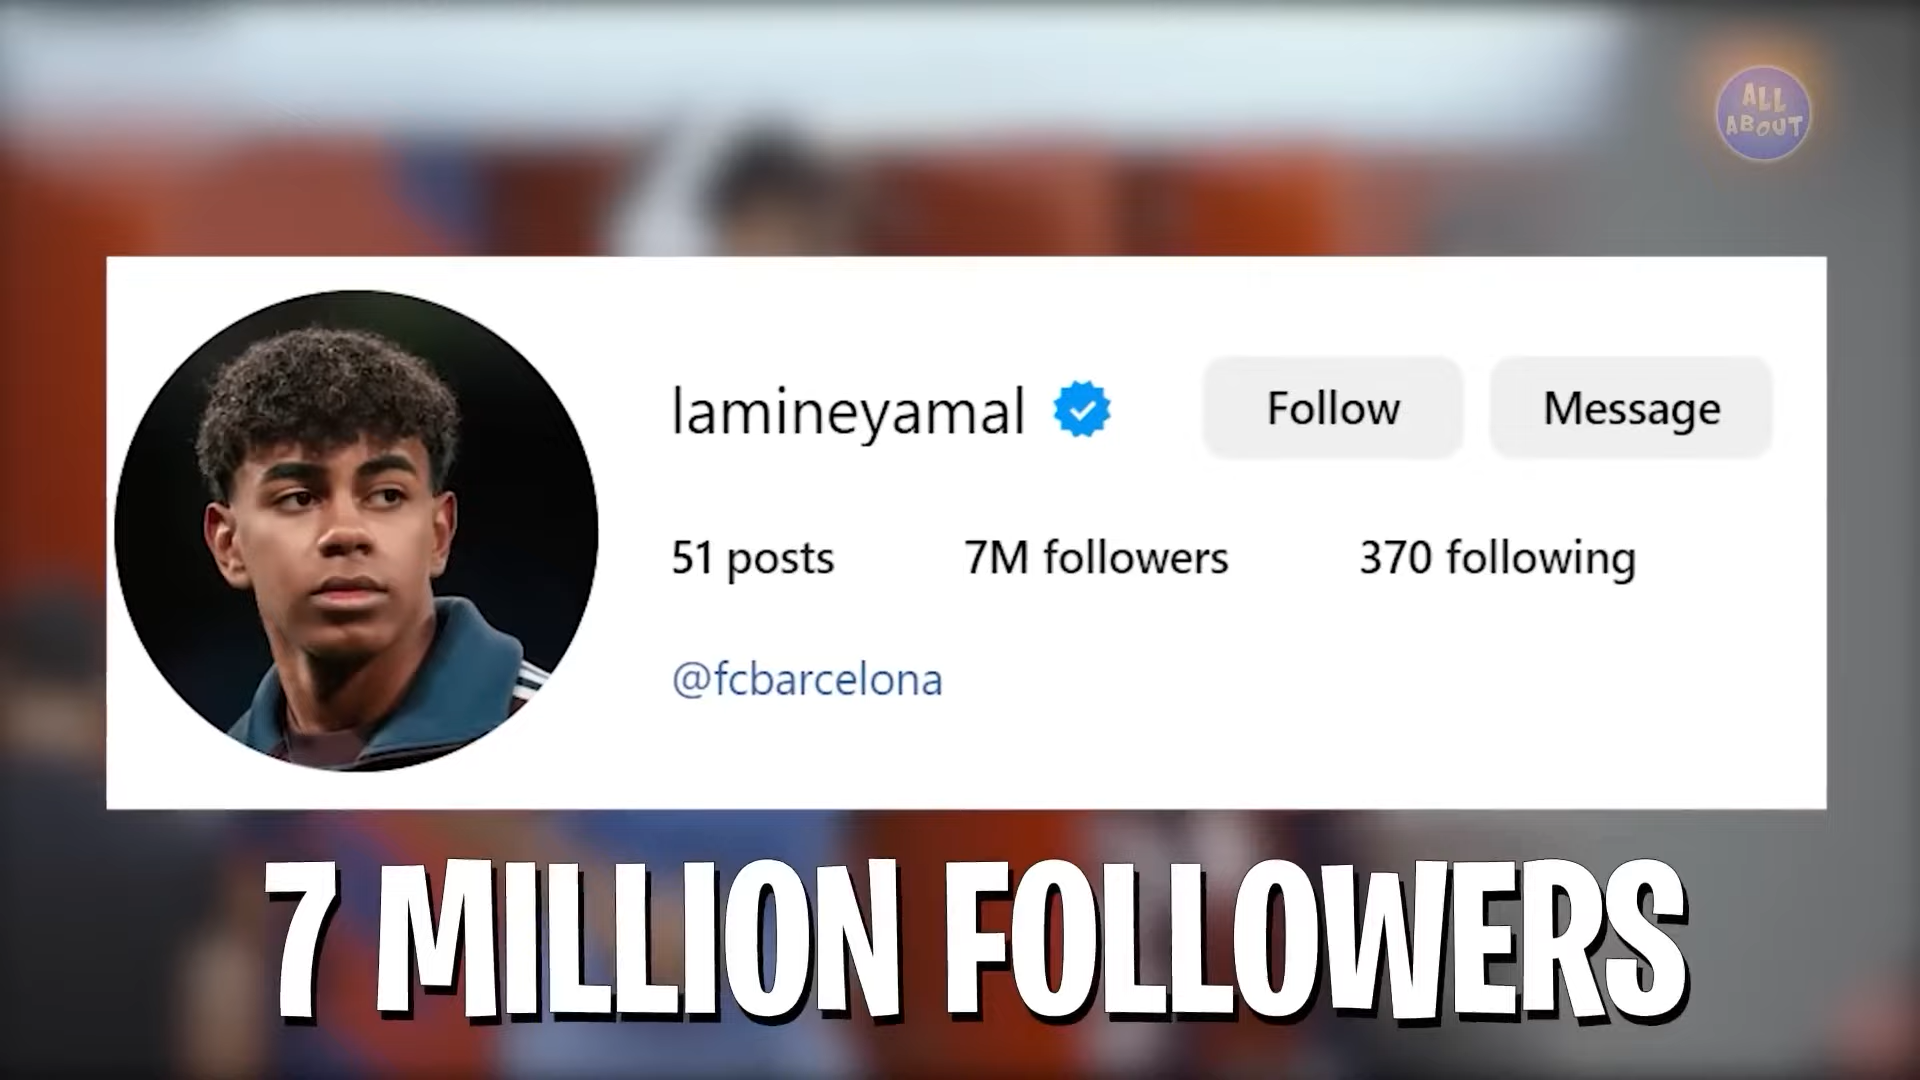 ALL
ABOUT
lamineyamal
Follow
Message
51 posts
7M followers
370 following
@fcbarcelona
7 MILLION FOLLOWERS